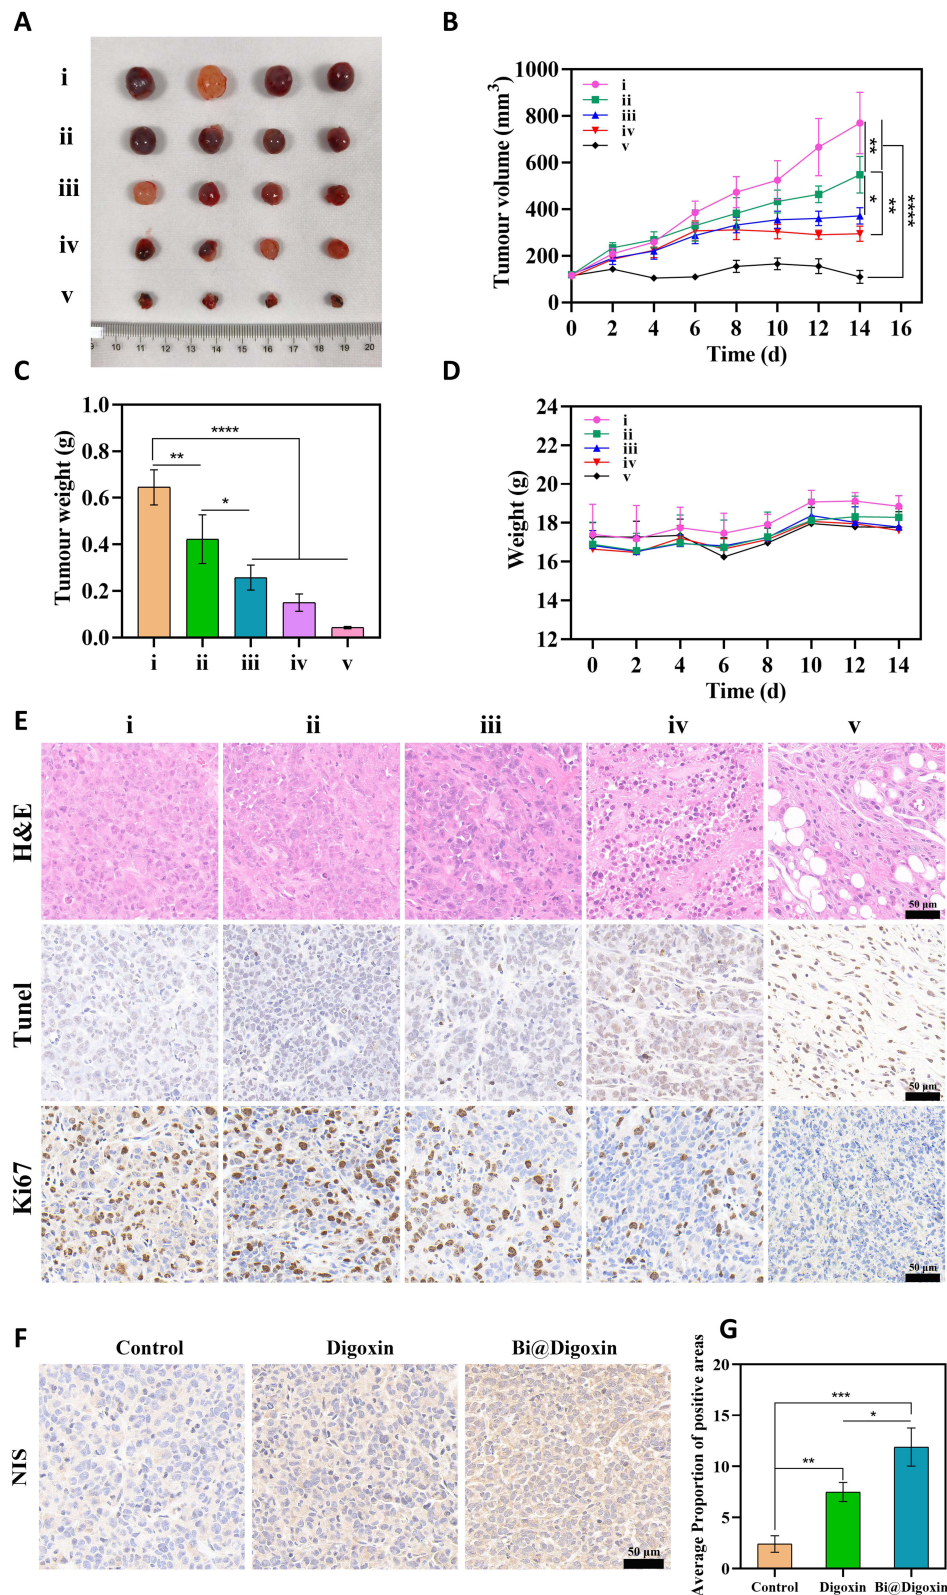 A
i
ii
iii
iv
v
9 10 11 12 13 14 15 16 17 18 19 20
B
Tumour volume (mm³)
1000
800
600
400
200
0
i
ii
iii
iv
v
**
*
**
****
0 2 4 6 8 10 12 14 16
Time (d)
C
Tumour weight (g)
1.0
0.8
0.6
0.4
0.2
0.0
****
**
*
i ii iii iv v
D
Weight (g)
24
22
20
18
16
14
12
i
ii
iii
iv
v
0 2 4 6 8 10 12 14
Time (d)
E
i ii iii iv v
H&E
50 μm
Tunel
50 μm
Ki67
50 μm
F
Control Digoxin Bi@Digoxin
NIS
50 μm
G
Average Proportion of positive areas
20
15
10
5
0
***
*
**
Control Digoxin Bi@Digoxin